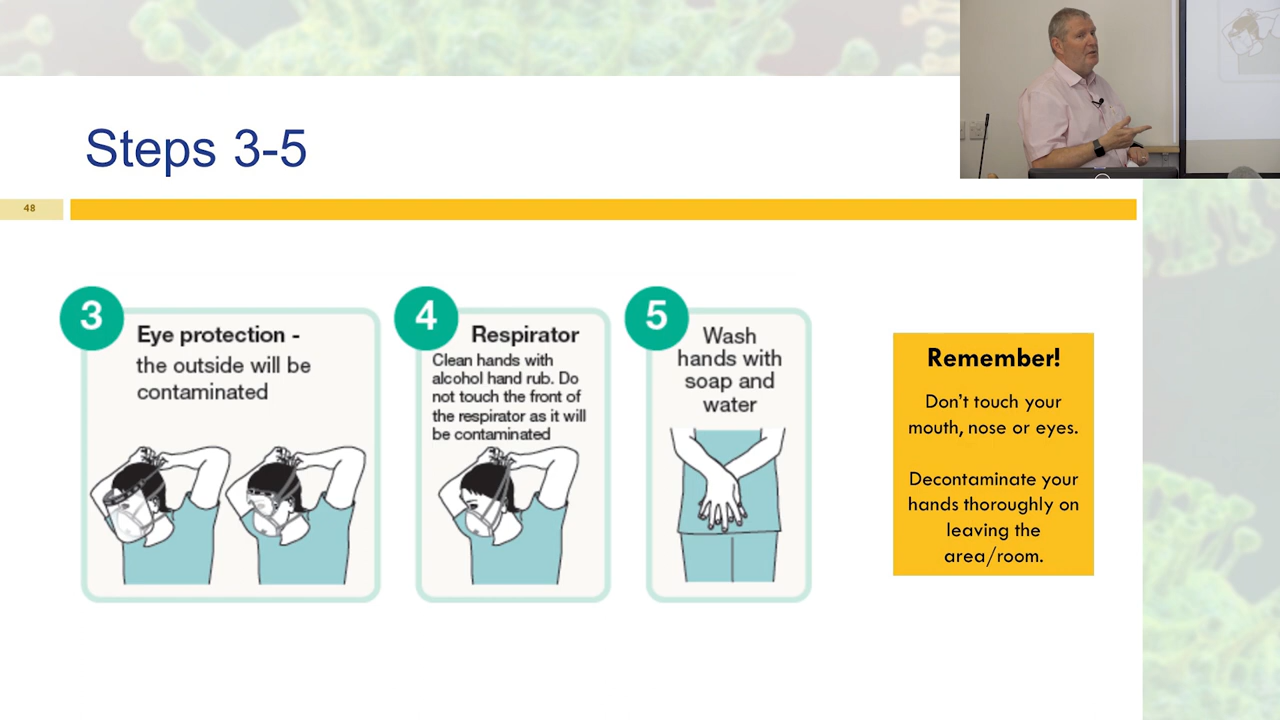 Steps 3-5
48
3
Eye protection -
the outside will be
contaminated
4
Respirator
Clean hands with
alcohol hand rub. Do
not touch the front of
the respirator as it will
be contaminated
5
Wash
hands with
soap and
water
Remember!
Don't touch your
mouth, nose or eyes.
Decontaminate your
hands thoroughly on
leaving the
area/room.